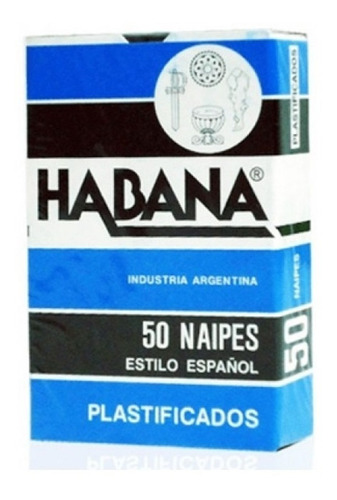 HABANA®
INDUSTRIA ARGENTINA
50 NAIPES
ESTILO ESPAÑOL
PLASTIFICADOS
PLASTIFICADOS
50 NAIPES